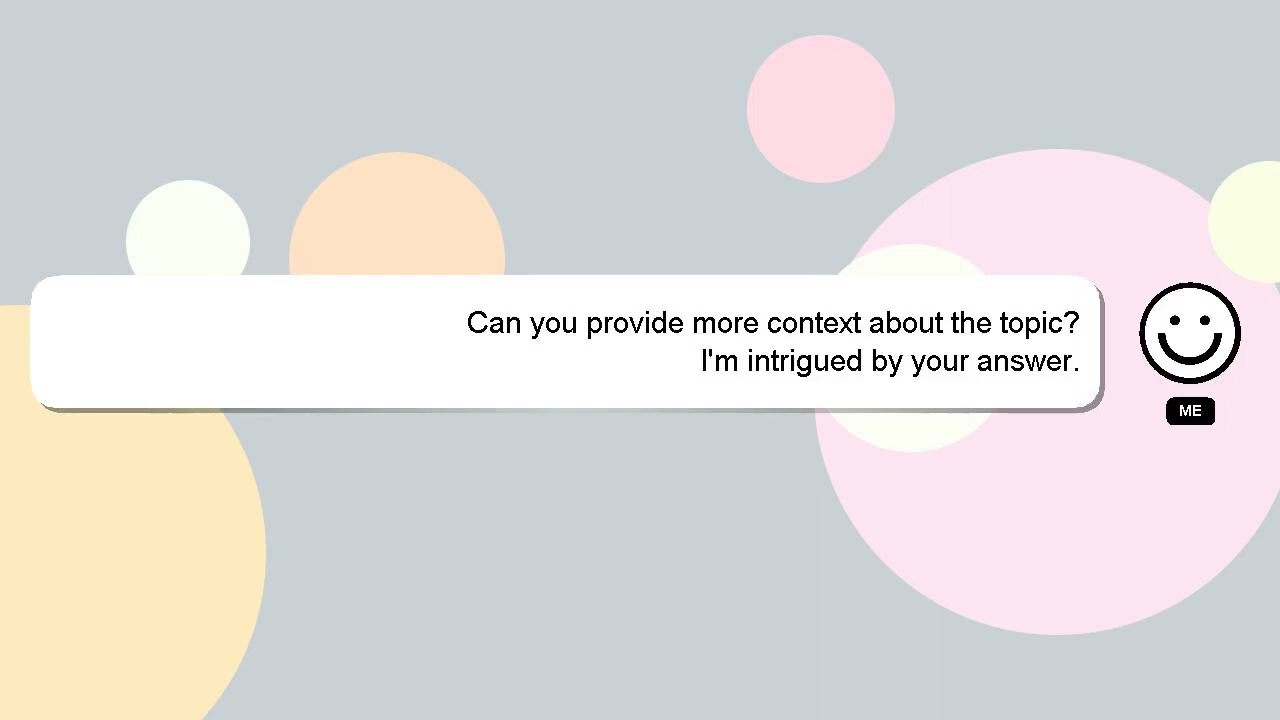 Can you provide more context about the topic?
I'm intrigued by your answer.
ME